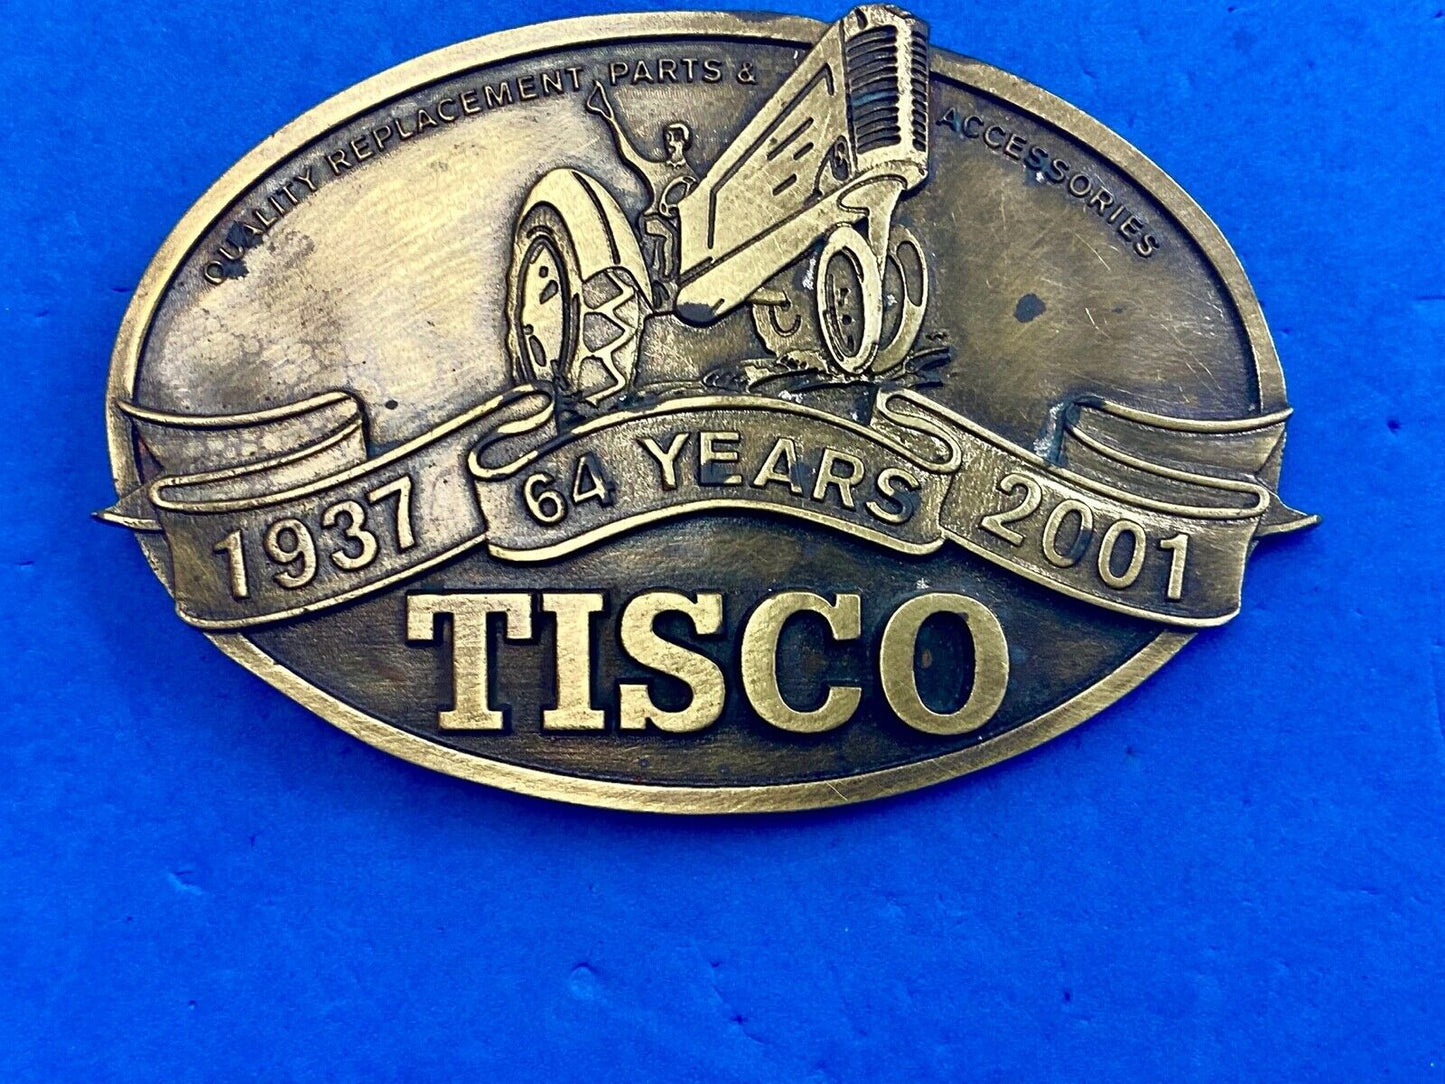 QUALITY REPLACEMENT PARTS & ACCESSORIES
1937 64 YEARS 2001
TISCO